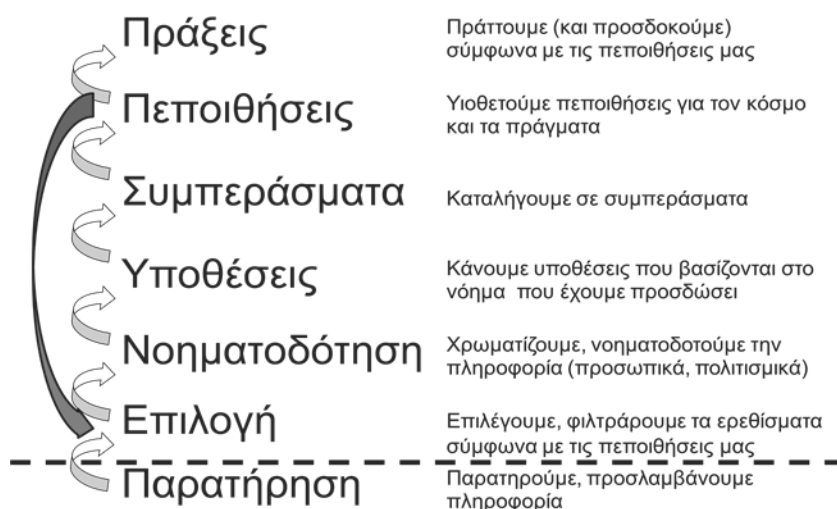 Πράξεις
Πράττουμε (και προσδοκούμε)
σύμφωνα με τις πεποιθήσεις μας
Πεποιθήσεις
Υιοθετούμε πεποιθήσεις για τον κόσμο
και τα πράγματα
Συμπεράσματα
Καταλήγουμε σε συμπεράσματα
Υποθέσεις
Κάνουμε υποθέσεις που βασίζονται στο
νόημα που έχουμε προσδώσει
Νοηματοδότηση
Χρωματίζουμε, νοηματοδοτούμε την
πληροφορία (προσωπικά, πολιτισμικά)
Επιλογή
Επιλέγουμε, φιλτράρουμε τα ερεθίσματα
σύμφωνα με τις πεποιθήσεις μας
Παρατήρηση
Παρατηρούμε, προσλαμβάνουμε
πληροφορία